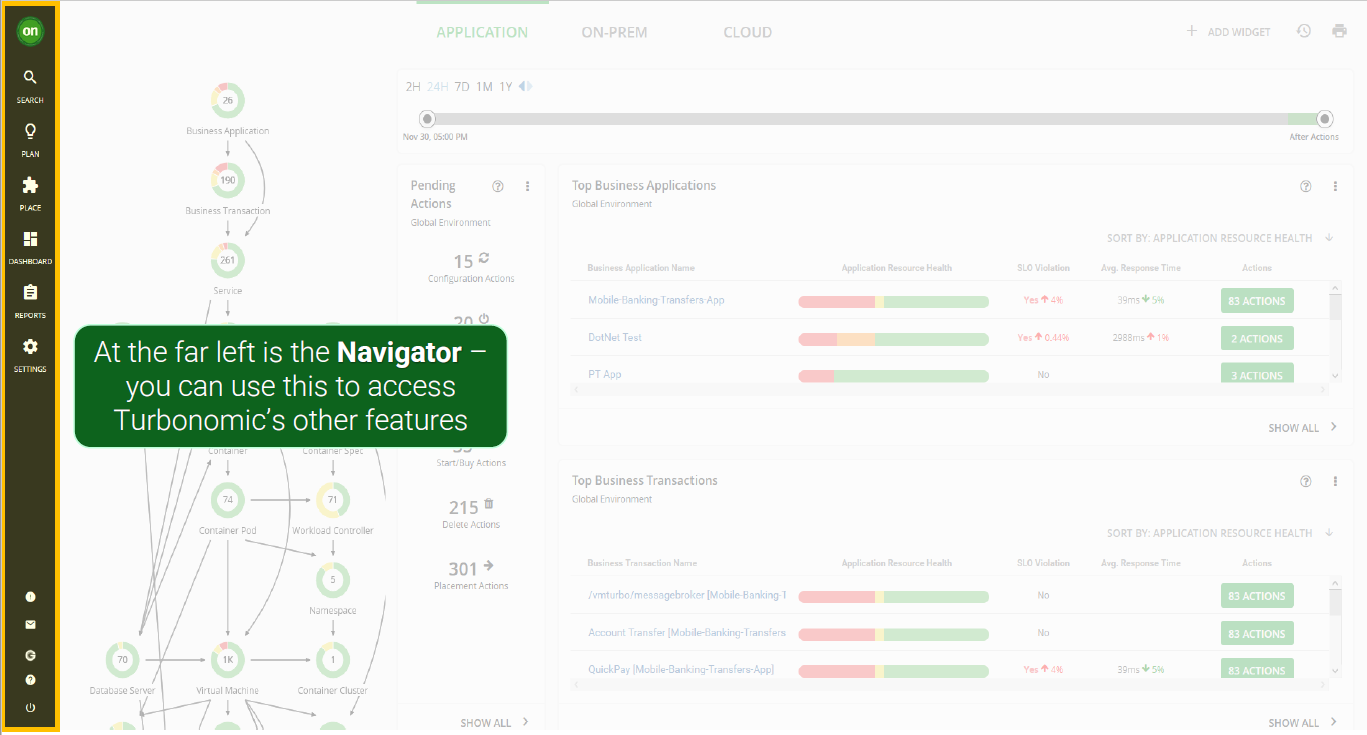 on
SEARCH
PLAN
PLACE
DASHBOARD
REPORTS
SETTINGS
APPLICATION
ON-PREM
CLOUD
ADD WIDGET
2H 24H 7D 1M 1Y
Nov 30, 05:00 PM
After Actions
26
Business Application
190
Business Transaction
261
Service
At the far left is the Navigator –
you can use this to access
Turbonomic's other features
Container
Container Spec
74
Container Pod
71
Workload Controller
5
Namespace
70
Database Server
1K
Virtual Machine
1
Container Cluster
Pending
Actions
Global Environment
15
Configuration Actions
20
Start/Buy Actions
215
Delete Actions
301
Placement Actions
SHOW ALL
Top Business Applications
Global Environment
SORT BY: APPLICATION RESOURCE HEALTH
Business Application Name Application Resource Health SLO Violation Avg. Response Time Actions
Mobile-Banking-Transfers-App Yes 4% 39ms 5% 83 ACTIONS
DotNet Test Yes 0.44% 2988ms 1% 2 ACTIONS
PT App No 3 ACTIONS
SHOW ALL
Top Business Transactions
Global Environment
SORT BY: APPLICATION RESOURCE HEALTH
Business Transaction Name Application Resource Health SLO Violation Avg. Response Time Actions
/vmturbo/messagebroker [Mobile-Banking-T No 83 ACTIONS
Account Transfer [Mobile-Banking-Transfers No 83 ACTIONS
QuickPay [Mobile-Banking-Transfers-App] Yes 4% 39ms 5% 83 ACTIONS
SHOW ALL